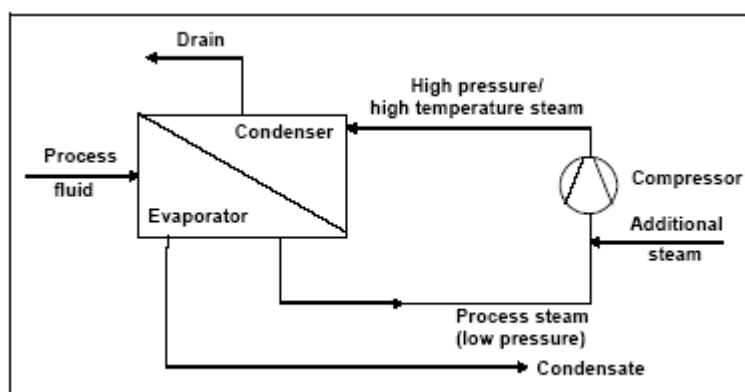 Drain
High pressure/
high temperature steam
Condenser
Process
fluid
Compressor
Evaporator
Additional
steam
Process steam
(low pressure)
Condensate